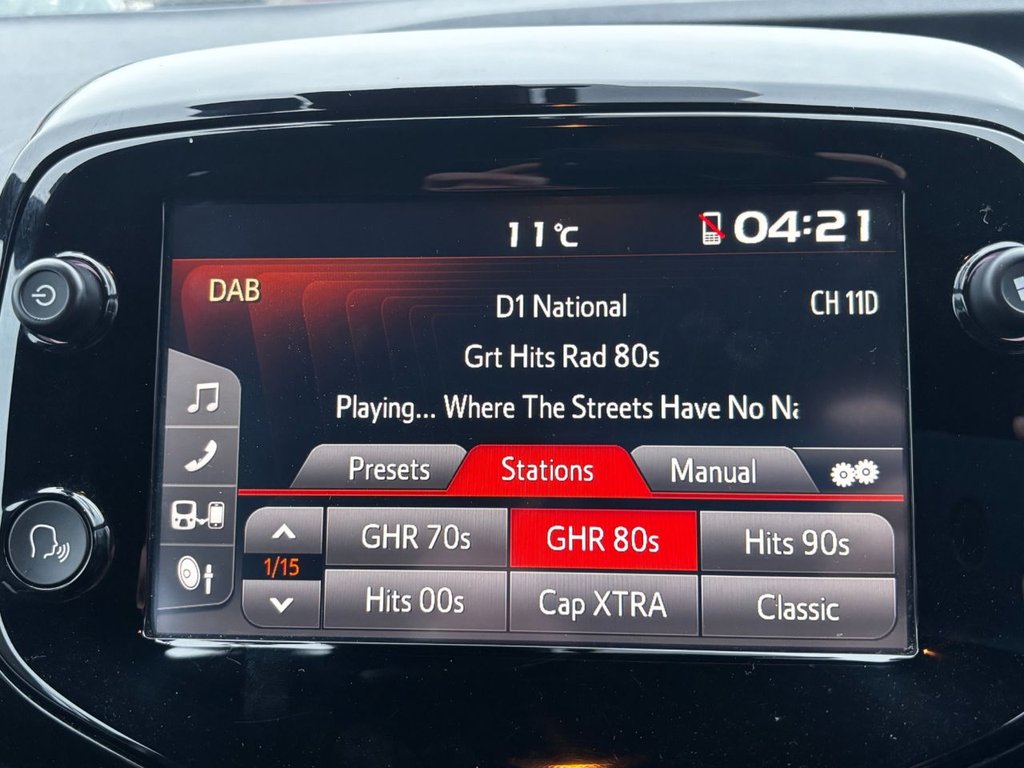 11°C 04:21
DAB
D1 National
CH 11D
Grt Hits Rad 80s
Playing... Where The Streets Have No
Presets Stations Manual
GHR 70s GHR 80s Hits 90s
1/15
Hits 00s Cap XTRA Classic